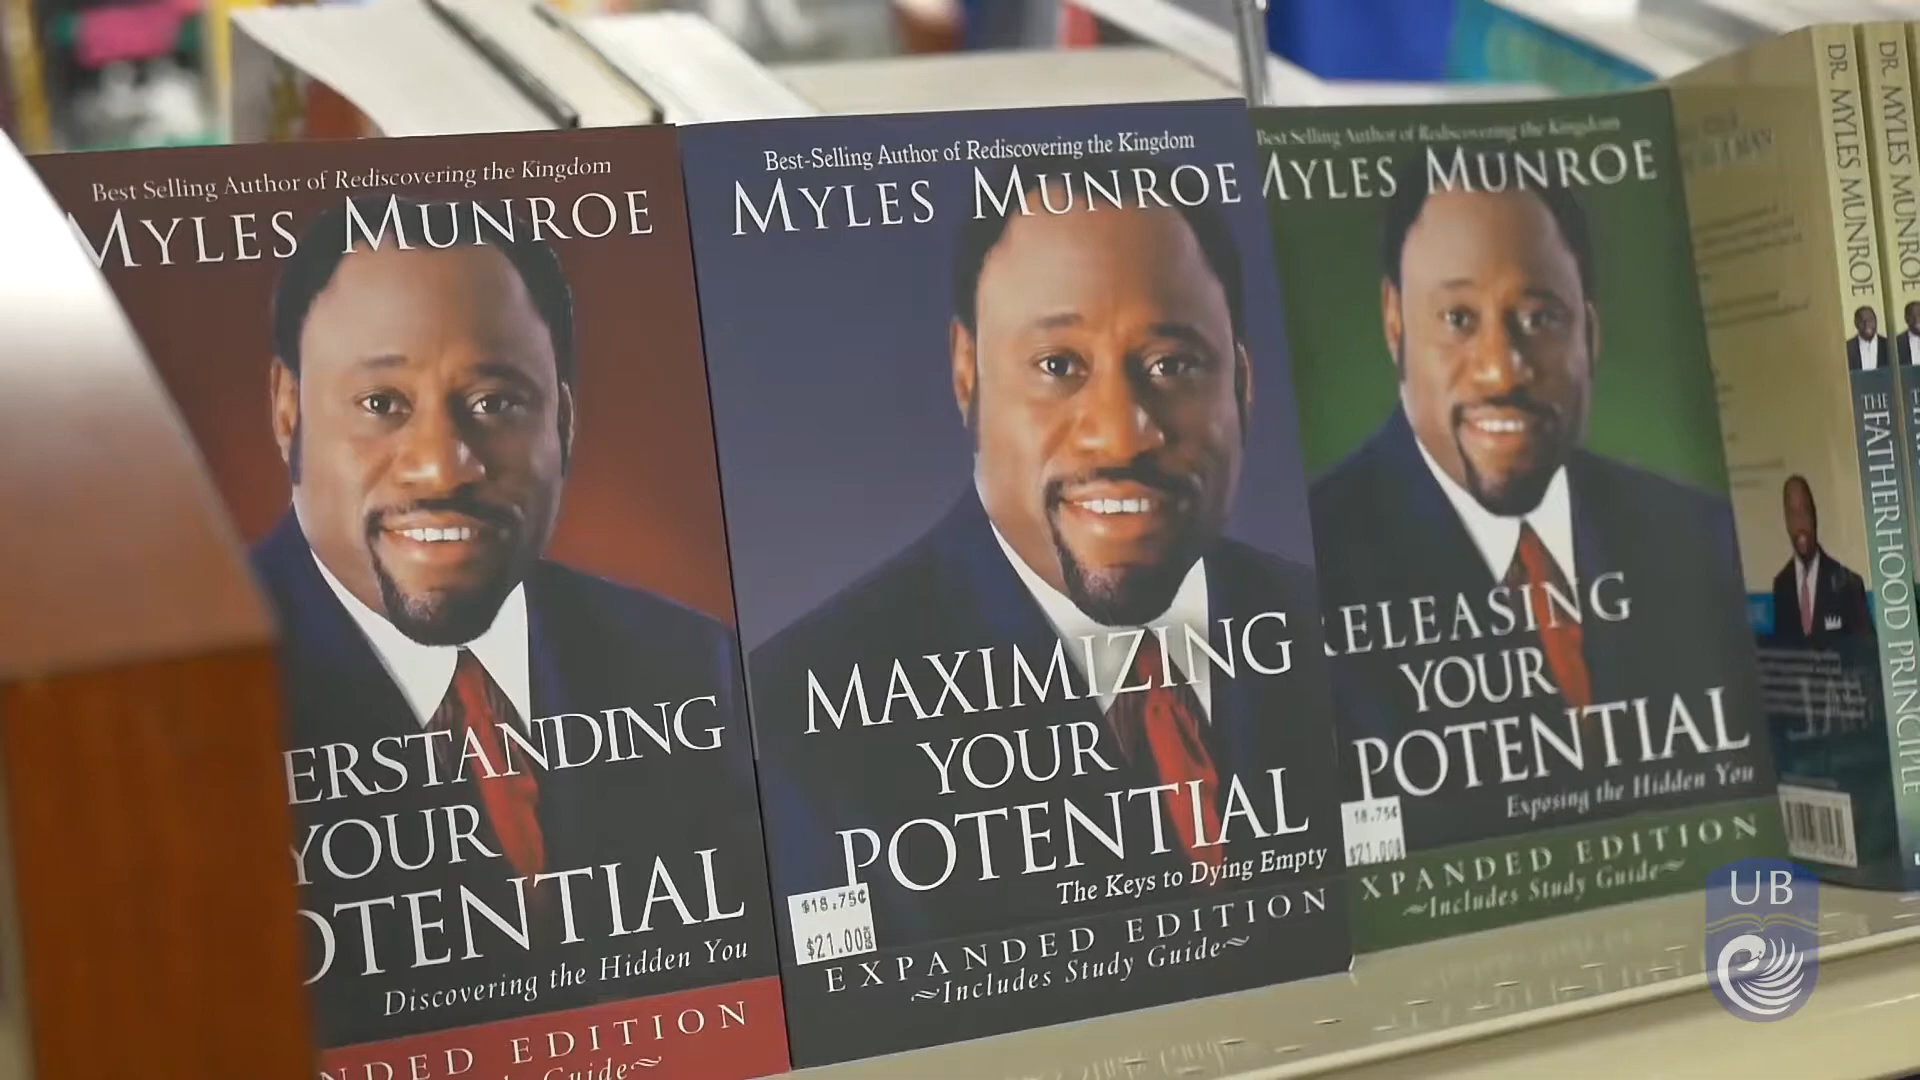 Best Selling Author of Rediscovering the Kingdom
MYLES MUNROE
ERSTANDING
YOUR
OTENTIAL
Discovering the Hidden You
NDED EDITION
Guide~
Best-Selling Author of Rediscovering the Kingdom
MYLES MUNROE
MAXIMIZING
YOUR
POTENTIAL
The Keys to Dying Empty
$18.75¢
$21.00
EXPANDED EDITION
~Includes Study Guide~
Best Selling Author of Rediscovering the Kingdom
MYLES MUNROE
RELEASING
YOUR
POTENTIAL
Exposing the Hidden You
18.75¢
$21.00
XPANDED EDITION
~Includes Study Guide~
DR. MYLES MUNROE
THE FATHERHOOD PRINCIPLE
DR. MYLES MUNROE
UB